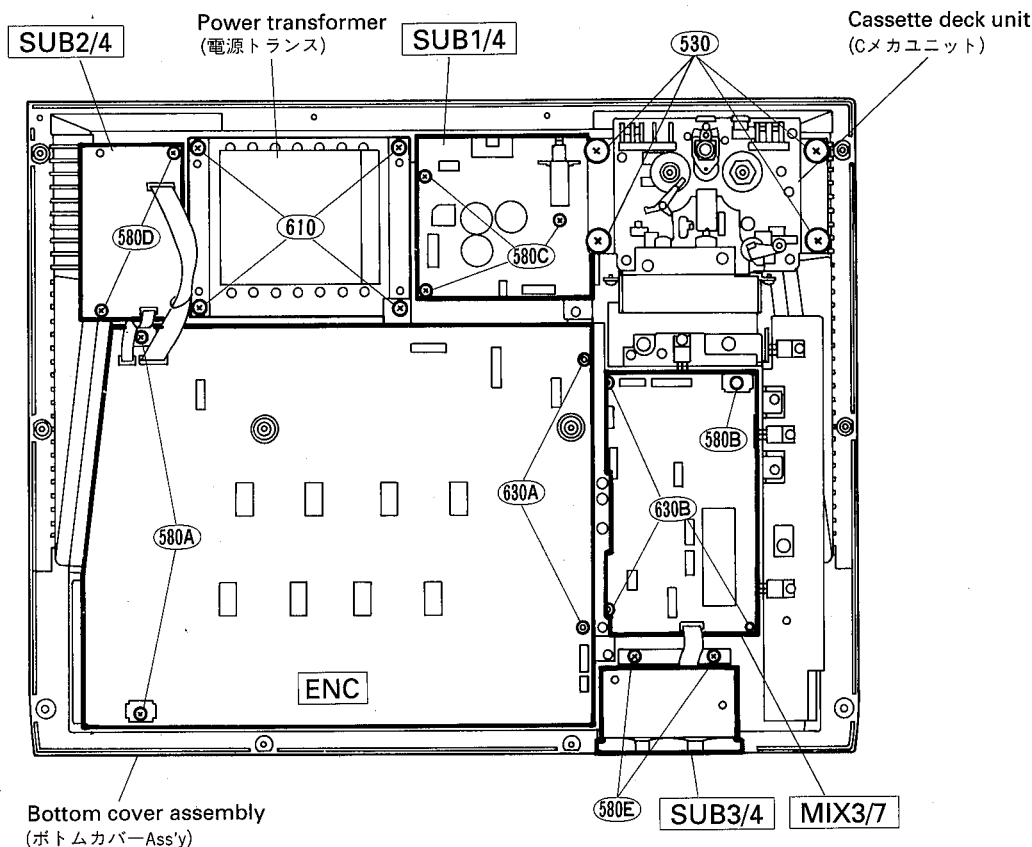 SUB2/4
Power transformer
(電源トランス)
SUB1/4
530
Cassette deck unit
(Cメカユニット)
580D
610
580C
580B
580A
630A
630B
ENC
580E
SUB3/4
MIX3/7
Bottom cover assembly
(ボトムカバーAss'y)